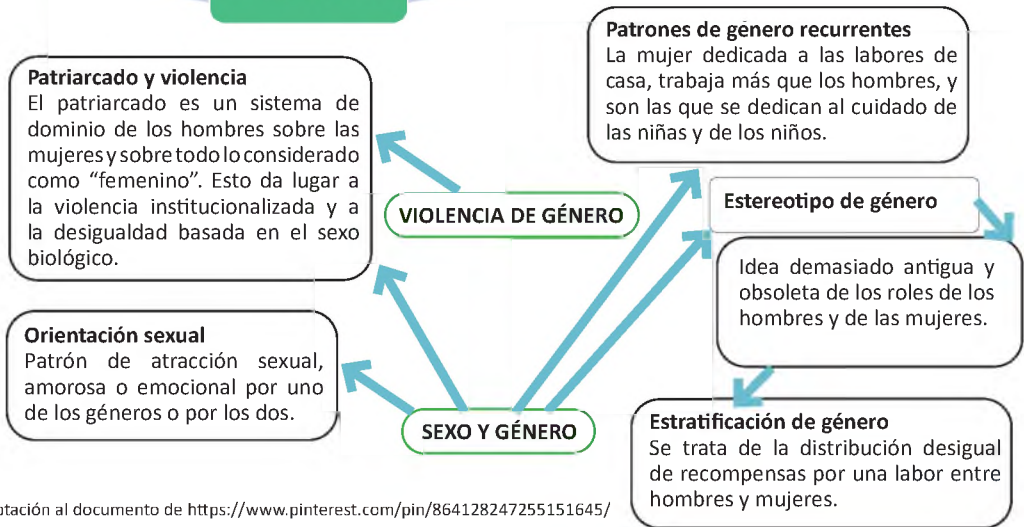 Patrones de género recurrentes
La mujer dedicada a las labores de
casa, trabaja más que los hombres, y
son las que se dedican al cuidado de
las niñas y de los niños.
Patriarcado y violencia
El patriarcado es un sistema de
dominio de los hombres sobre las
mujeres y sobre todo lo considerado
como “femenino”. Esto da lugar a
la violencia institucionalizada y a
la desigualdad basada en el sexo
biológico.
VIOLENCIA DE GÉNERO
Estereotipo de género
Idea demasiado antigua y
obsoleta de los roles de los
hombres y de las mujeres.
Orientación sexual
Patrón de atracción sexual,
amorosa o emocional por uno
de los géneros o por los dos.
SEXO Y GÉNERO
Estratificación de género
Se trata de la distribución desigual
de recompensas por una labor entre
hombres y mujeres.
al documento de https://www.pinterest.com/pin/864128247255151645/